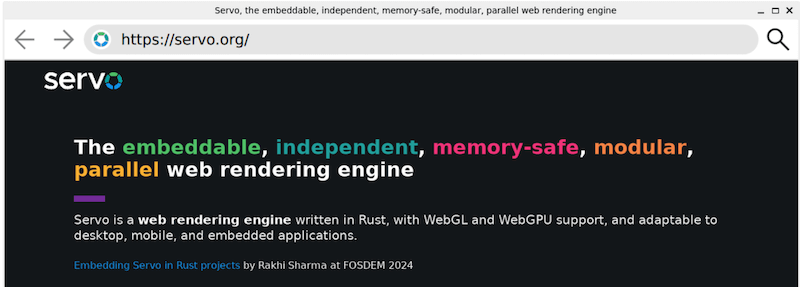 Servo, the embeddable, independent, memory-safe, modular, parallel web rendering engine
https://servo.org/
servo
The embeddable, independent, memory-safe, modular,
parallel web rendering engine
Servo is a web rendering engine written in Rust, with WebGL and WebGPU support, and adaptable to
desktop, mobile, and embedded applications.
Embedding Servo in Rust projects by Rakhi Sharma at FOSDEM 2024